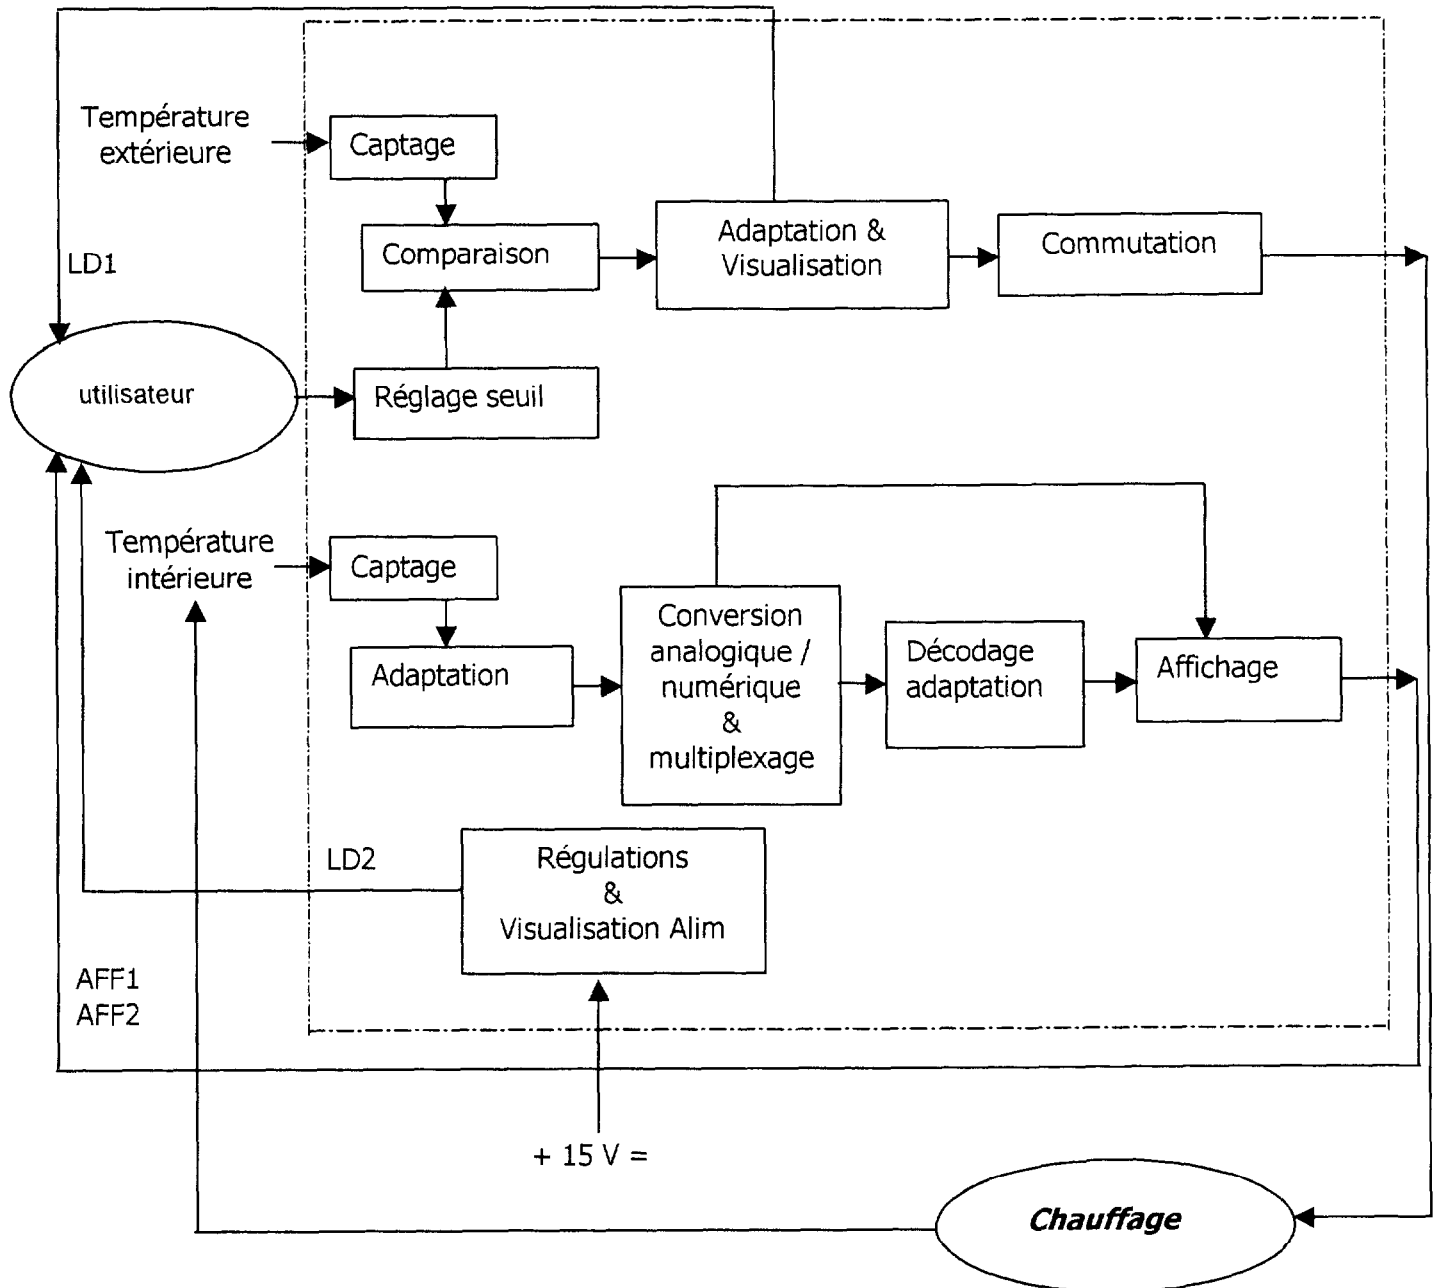 Température
extérieure
Captage
Comparaison
Adaptation &
Visualisation
Commutation
LD1
utilisateur
Réglage seuil
Température
intérieure
Captage
Adaptation
Conversion
analogique /
numérique
&
multiplexage
Décodage
adaptation
Affichage
LD2
Régulations
&
Visualisation Alim
AFF1
AFF2
+ 15 V =
Chauffage